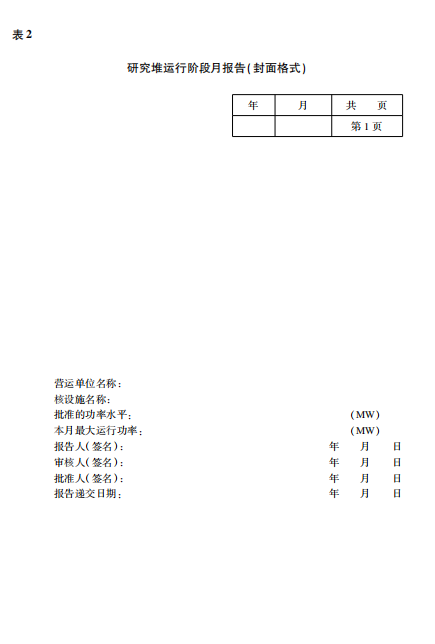 表 2
研究堆运行阶段月报告(封面格式)
年 月 共 页
第 1 页
营运单位名称:
核设施名称:
批准的功率水平: (MW)
本月最大运行功率: (MW)
报告人(签名): 年 月 日
审核人(签名): 年 月 日
批准人(签名): 年 月 日
报告递交日期: 年 月 日